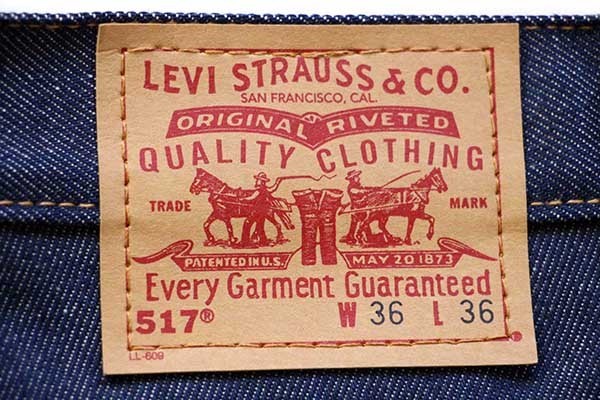 LEVI STRAUSS & CO.
SAN FRANCISCO, CAL.
ORIGINAL RIVETED
QUALITY CLOTHING
TRADE MARK
PATENTED IN U.S. MAY 20 1873
Every Garment Guaranteed
517® W 36 L 36
LL-609